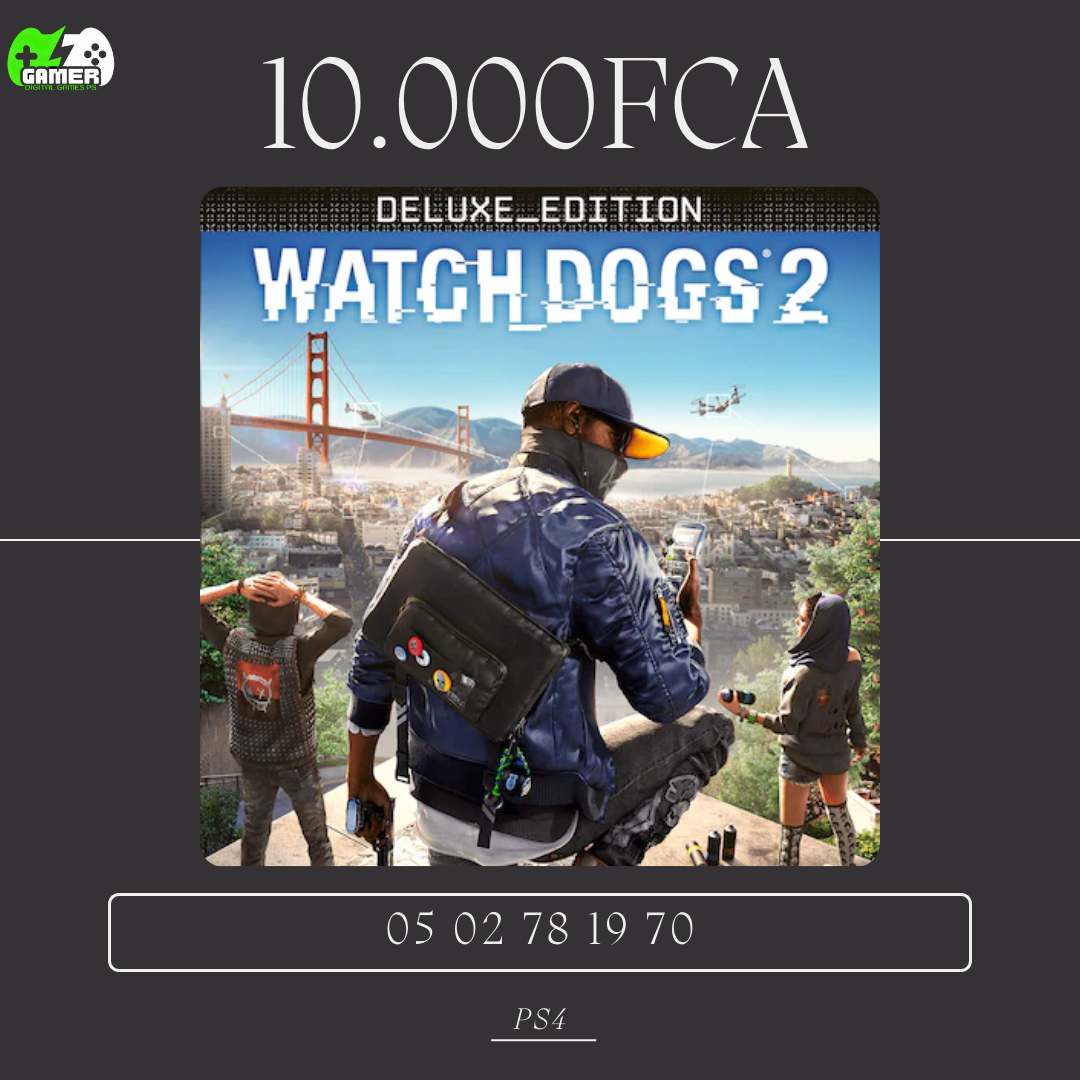 GAMER
DIGITAL GAMES PS
10.000FCA
DELUXE_EDITION
WATCH_DOGS® 2
05 02 78 19 70
PS4